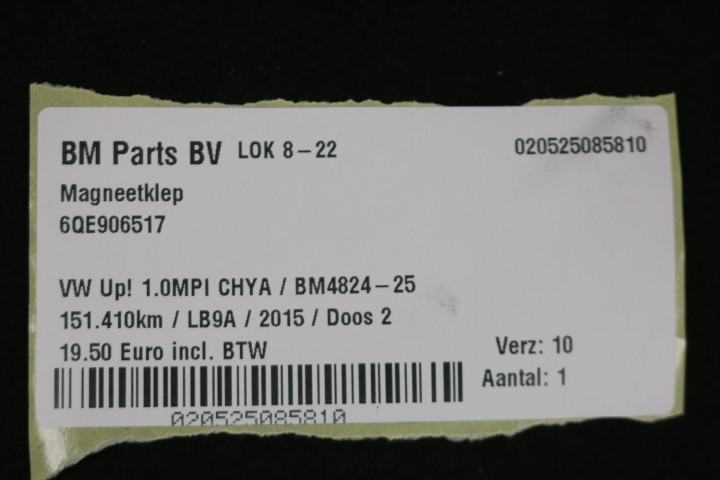 BM Parts BV LOK 8-22 020525085810
Magneetklep
6QE906517
VW Up! 1.0MPI CHYA / BM4824-25
151.410km / LB9A / 2015 / Doos 2
19.50 Euro incl. BTW Verz: 10
Aantal: 1
020525085810